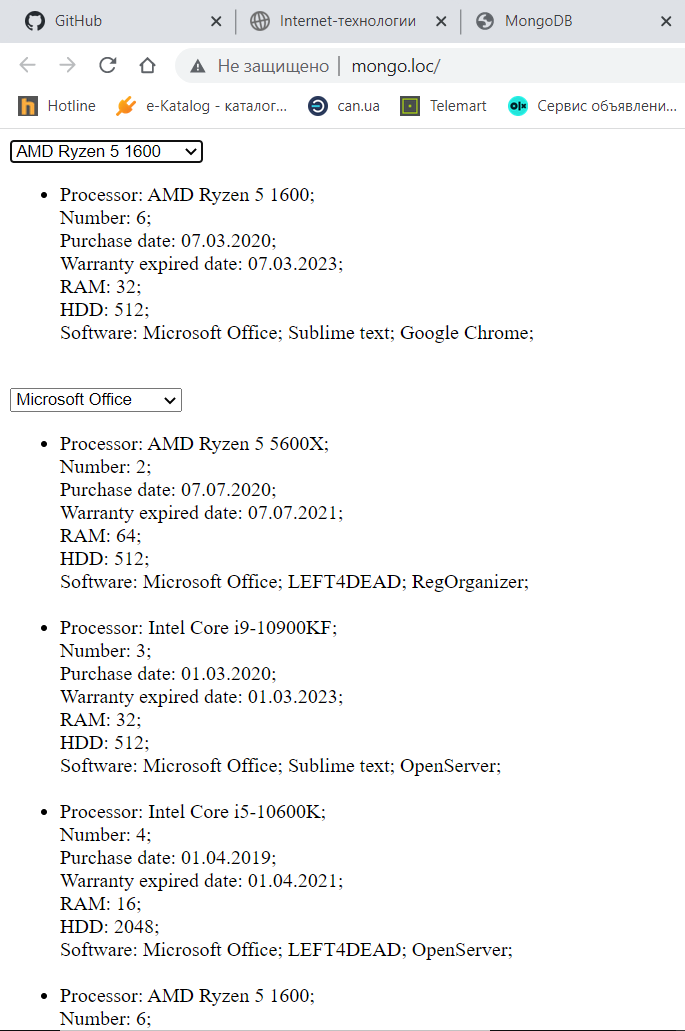 GitHub
Internet-технологии
MongoDB
Не защищено | mongo.loc/
Hotline
e-Katalog - каталог...
can.ua
Telemart
olx
Сервис объявлени...
AMD Ryzen 5 1600
Processor: AMD Ryzen 5 1600;
Number: 6;
Purchase date: 07.03.2020;
Warranty expired date: 07.03.2023;
RAM: 32;
HDD: 512;
Software: Microsoft Office; Sublime text; Google Chrome;
Microsoft Office
Processor: AMD Ryzen 5 5600X;
Number: 2;
Purchase date: 07.07.2020;
Warranty expired date: 07.07.2021;
RAM: 64;
HDD: 512;
Software: Microsoft Office; LEFT4DEAD; RegOrganizer;
Processor: Intel Core i9-10900KF;
Number: 3;
Purchase date: 01.03.2020;
Warranty expired date: 01.03.2023;
RAM: 32;
HDD: 512;
Software: Microsoft Office; Sublime text; OpenServer;
Processor: Intel Core i5-10600K;
Number: 4;
Purchase date: 01.04.2019;
Warranty expired date: 01.04.2021;
RAM: 16;
HDD: 2048;
Software: Microsoft Office; LEFT4DEAD; OpenServer;
Processor: AMD Ryzen 5 1600;
Number: 6;